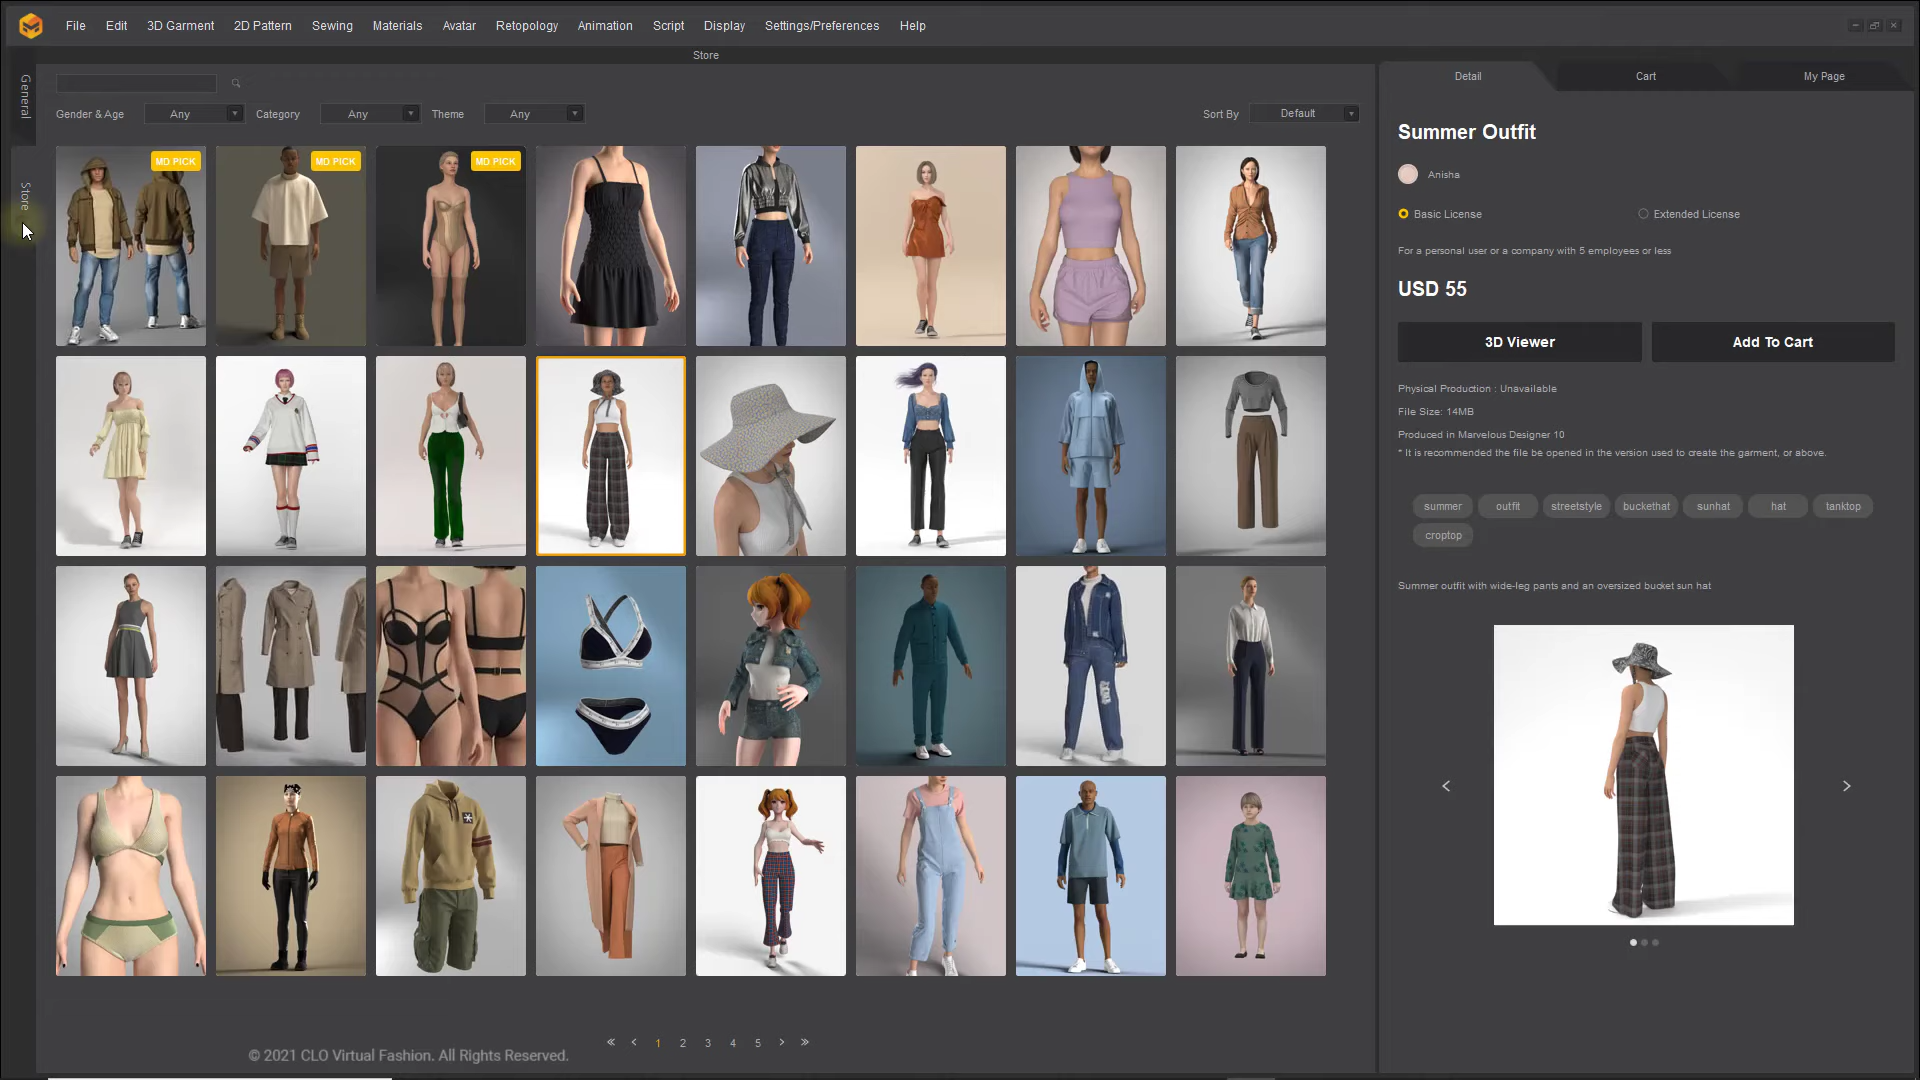 File Edit 3D Garment 2D Pattern Sewing Materials Avatar Retopology Animation Script Display Settings/Preferences Help
Store
General
Store
Gender & Age Any Category Any Theme Any Sort By Default
MD PICK MD PICK MD PICK
« ‹ 1 2 3 4 5 › »
© 2021 CLO Virtual Fashion. All Rights Reserved.
Detail Cart My Page
Summer Outfit
Anisha
Basic License Extended License
For a personal user or a company with 5 employees or less
USD 55
3D Viewer Add To Cart
Physical Production : Unavailable
File Size: 14MB
Produced in Marvelous Designer 10
* It is recommended the file be opened in the version used to create the garment, or above.
summer outfit streetstyle buckethat sunhat hat tanktop
croptop
Summer outfit with wide-leg pants and an oversized bucket sun hat